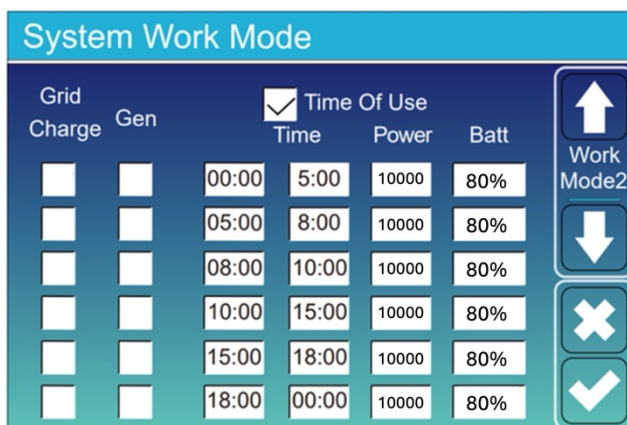 System Work Mode
Grid Charge Gen Time Of Use
Time Power Batt
00:00 5:00 10000 80%
05:00 8:00 10000 80%
08:00 10:00 10000 80%
10:00 15:00 10000 80%
15:00 18:00 10000 80%
18:00 00:00 10000 80%
Work
Mode2